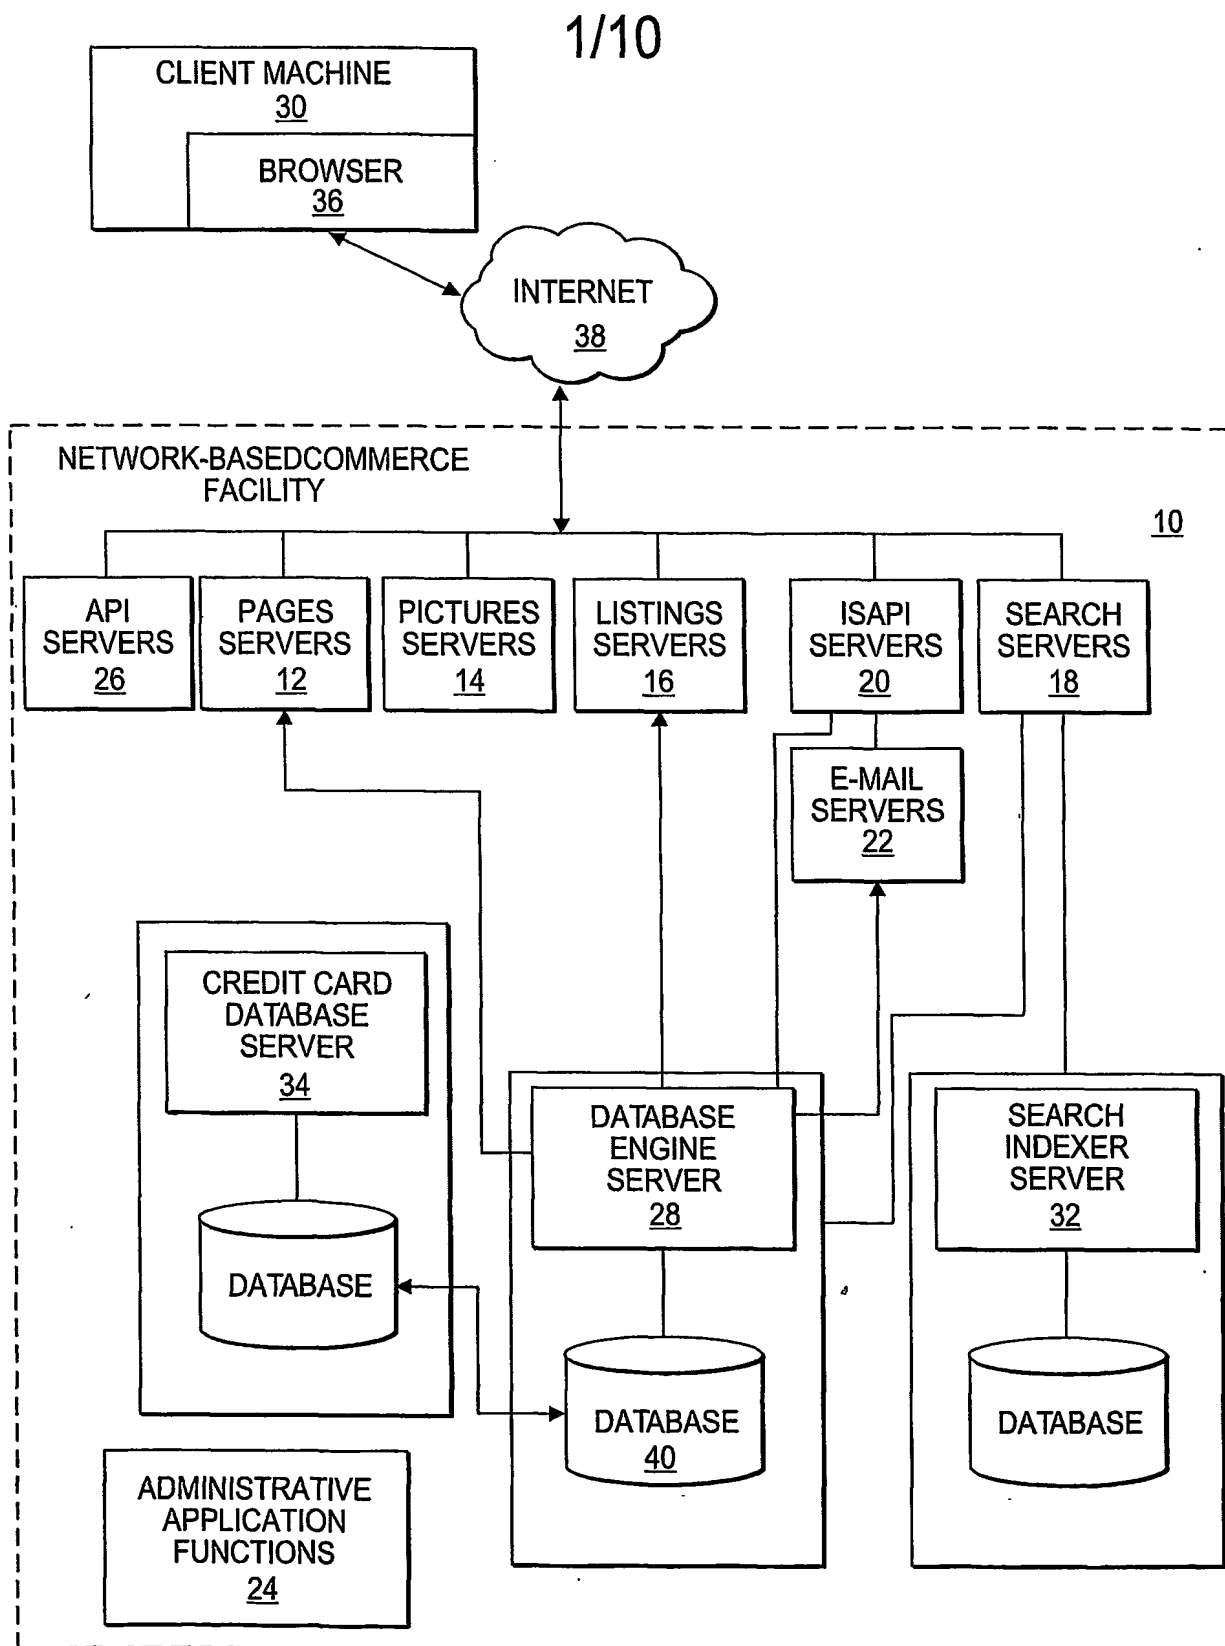 1/10
CLIENT MACHINE
30
BROWSER
36
INTERNET
38
NETWORK-BASEDCOMMERCE
FACILITY
10
API
SERVERS
26
PAGES
SERVERS
12
PICTURES
SERVERS
14
LISTINGS
SERVERS
16
ISAPI
SERVERS
20
SEARCH
SERVERS
18
E-MAIL
SERVERS
22
CREDIT CARD
DATABASE
SERVER
34
DATABASE
DATABASE
ENGINE
SERVER
28
DATABASE
40
SEARCH
INDEXER
SERVER
32
DATABASE
ADMINISTRATIVE
APPLICATION
FUNCTIONS
24